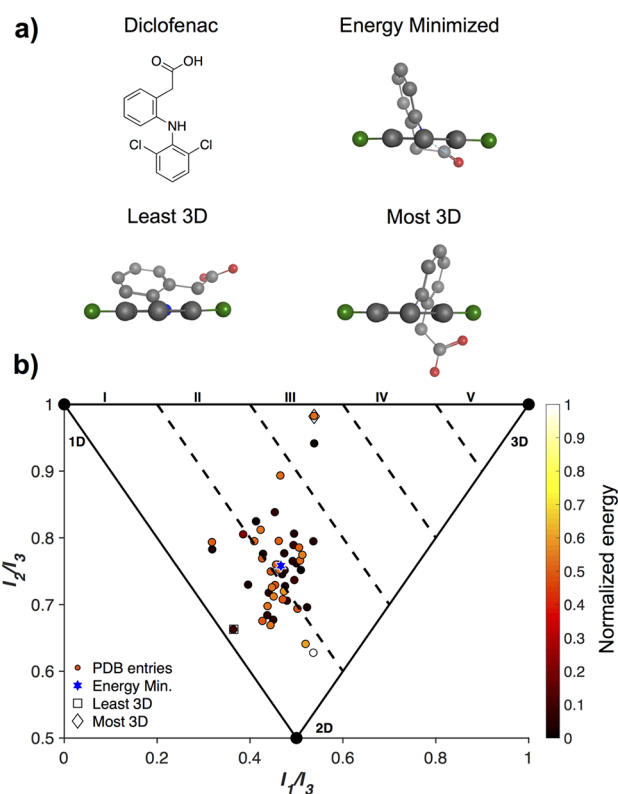 a)
Diclofenac
Energy Minimized
O
OH
NH
Cl
Cl
Least 3D
Most 3D
b)
1
0.9
0.8
0.7
0.6
0.5
I2/I3
I
II
III
IV
V
1D
3D
2D
PDB entries
Energy Min.
Least 3D
Most 3D
0
0.2
0.4
0.6
0.8
1
I1/I3
1
0.9
0.8
0.7
0.6
0.5
0.4
0.3
0.2
0.1
0
Normalized energy